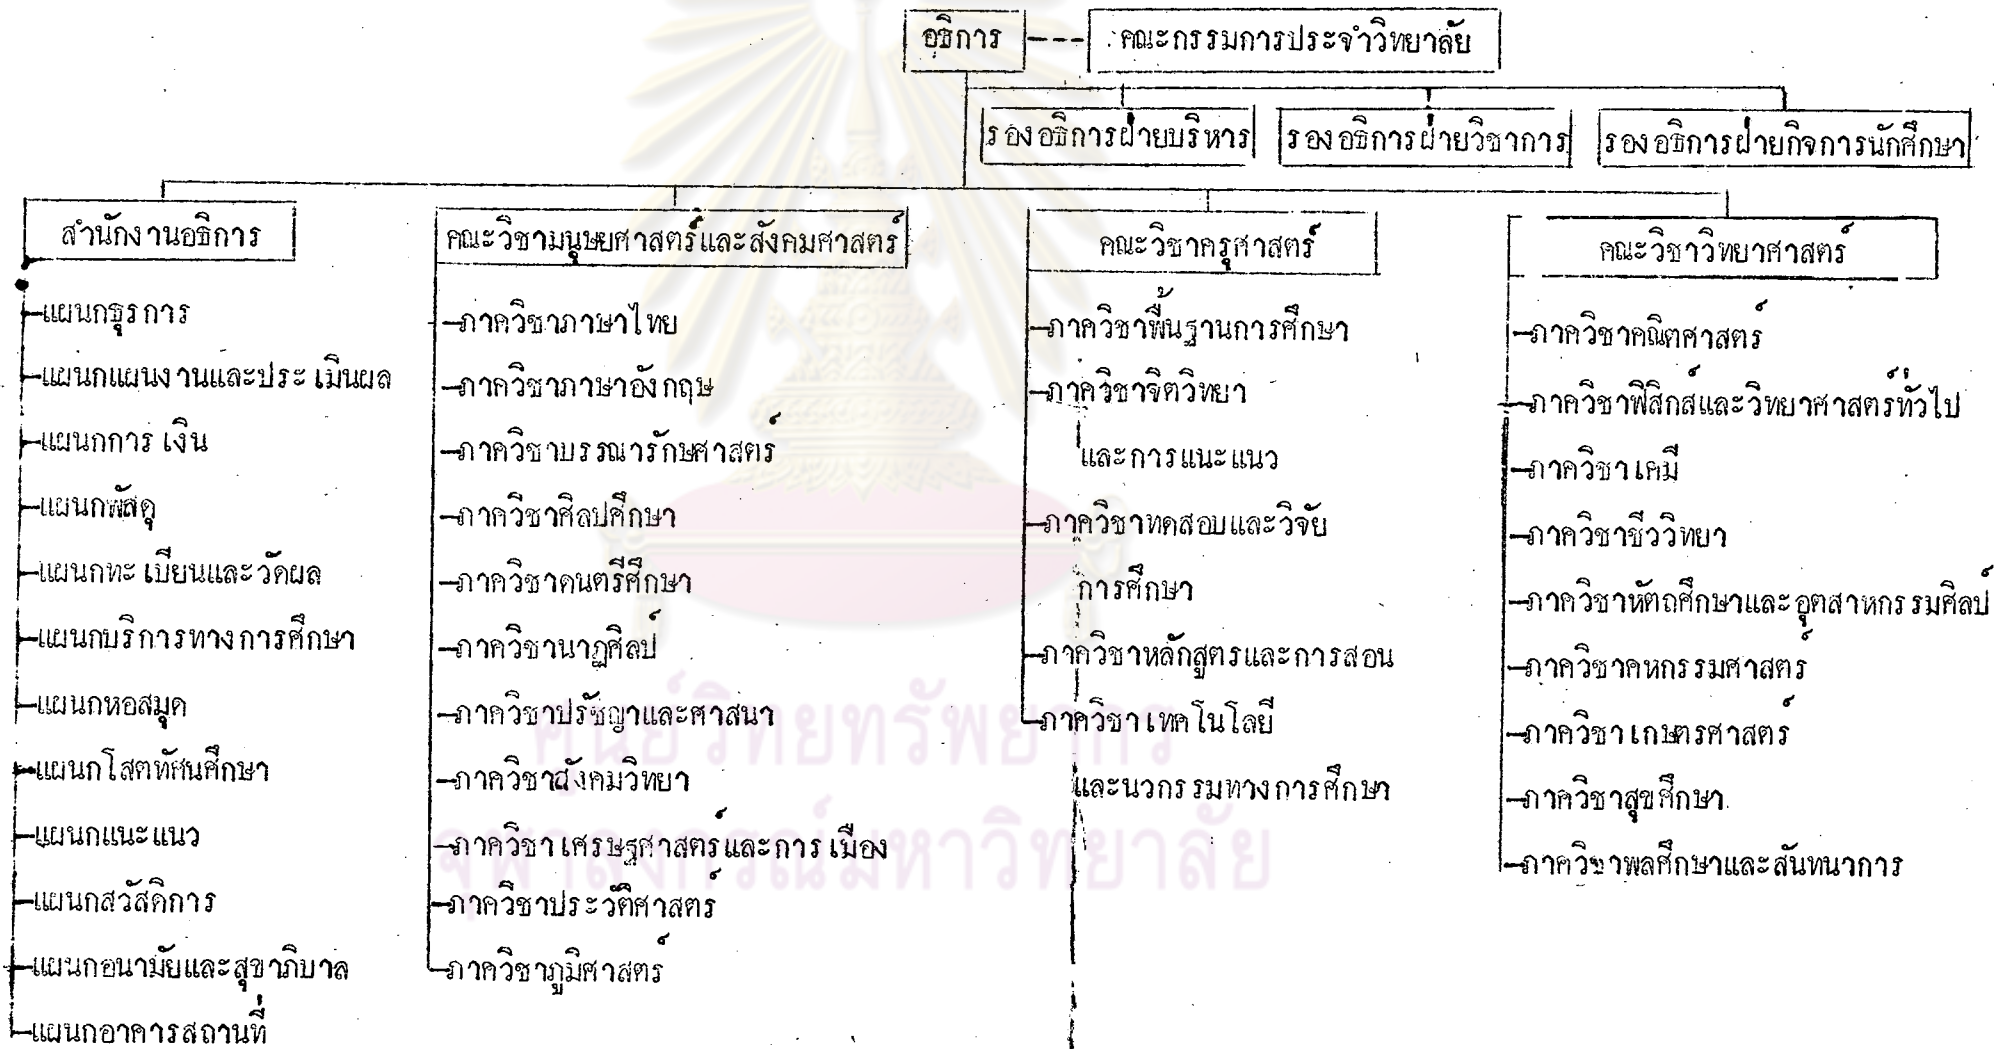 อธิการ
คณะกรรมการประจำวิทยาลัย
รองอธิการฝ่ายบริหาร
รองอธิการฝ่ายวิชาการ
รองอธิการฝ่ายกิจการนักศึกษา
สำนักงานอธิการ
แผนกธุรการ
แผนกแผนงานและประเมินผล
แผนกการเงิน
แผนกพัสดุ
แผนกทะเบียนและวัดผล
แผนกบริการทางการศึกษา
แผนกหอสมุด
แผนกโสตทัศนศึกษา
แผนกแนะแนว
แผนกสวัสดิการ
แผนกอนามัยและสุขาภิบาล
แผนกอาคารสถานที่
คณะวิชามนุษยศาสตร์และสังคมศาสตร์
ภาควิชาภาษาไทย
ภาควิชาภาษาอังกฤษ
ภาควิชาบรรณารักษศาสตร์
ภาควิชาศิลปศึกษา
ภาควิชาดนตรีศึกษา
ภาควิชานาฏศิลป์
ภาควิชาปรัชญาและศาสนา
ภาควิชาสังคมวิทยา
ภาควิชาเศรษฐศาสตร์และการเมือง
ภาควิชาประวัติศาสตร์
ภาควิชาภูมิศาสตร์
คณะวิชาครุศาสตร์
ภาควิชาพื้นฐานการศึกษา
ภาควิชาจิตวิทยา
และการแนะแนว
ภาควิชาทดสอบและวิจัย
การศึกษา
ภาควิชาหลักสูตรและการสอน
ภาควิชาเทคโนโลยี
และนวกรรมทางการศึกษา
คณะวิชาวิทยาศาสตร์
ภาควิชาคณิตศาสตร์
ภาควิชาฟิสิกส์และวิทยาศาสตร์ทั่วไป
ภาควิชาเคมี
ภาควิชาชีววิทยา
ภาควิชาหัตถศึกษาและอุตสาหกรรมศิลป์
ภาควิชาคหกรรมศาสตร์
ภาควิชาเกษตรศาสตร์
ภาควิชาสุขศึกษา
ภาควิชาพลศึกษาและสันทนาการ
ศูนย์วิทยทรัพยากร
จุฬาลงกรณ์มหาวิทยาลัย